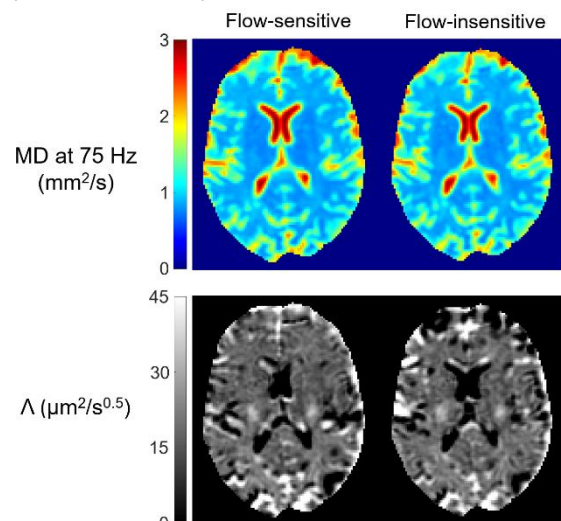 Flow-sensitive Flow-insensitive
3
2
MD at 75 Hz
(mm²/s)
1
0
45
30
Λ (μm²/s⁰·⁵)
15
0